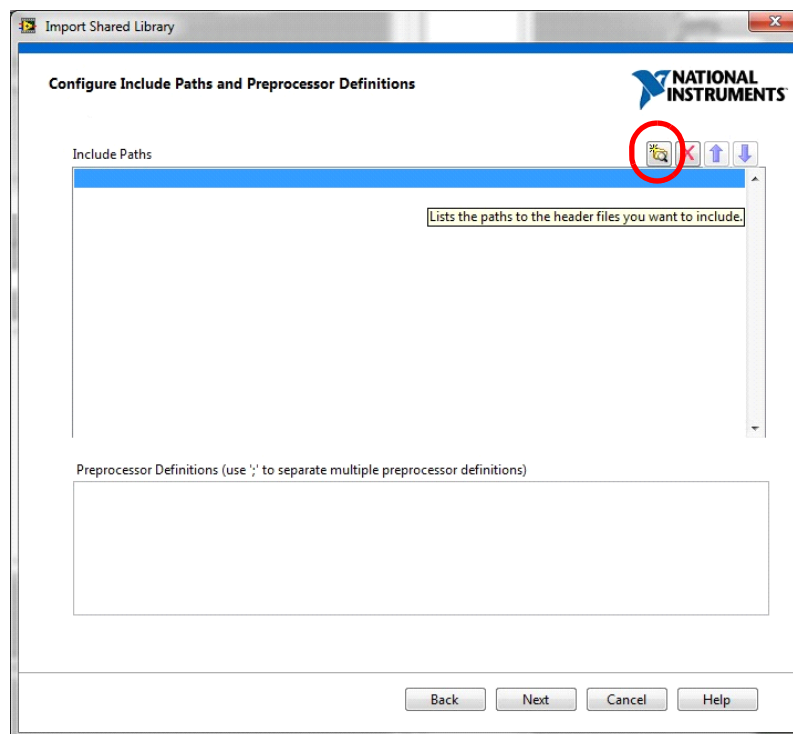 Import Shared Library
Configure Include Paths and Preprocessor Definitions
NATIONAL
INSTRUMENTS
Include Paths
Lists the paths to the header files you want to include.
Preprocessor Definitions (use ';' to separate multiple preprocessor definitions)
Back Next Cancel Help